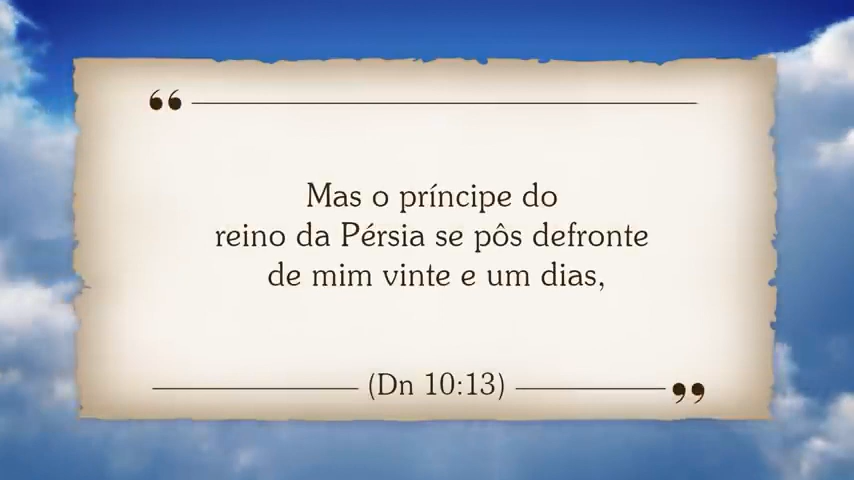 “
Mas o príncipe do
reino da Pérsia se pôs defronte
de mim vinte e um dias,
(Dn 10:13)
”